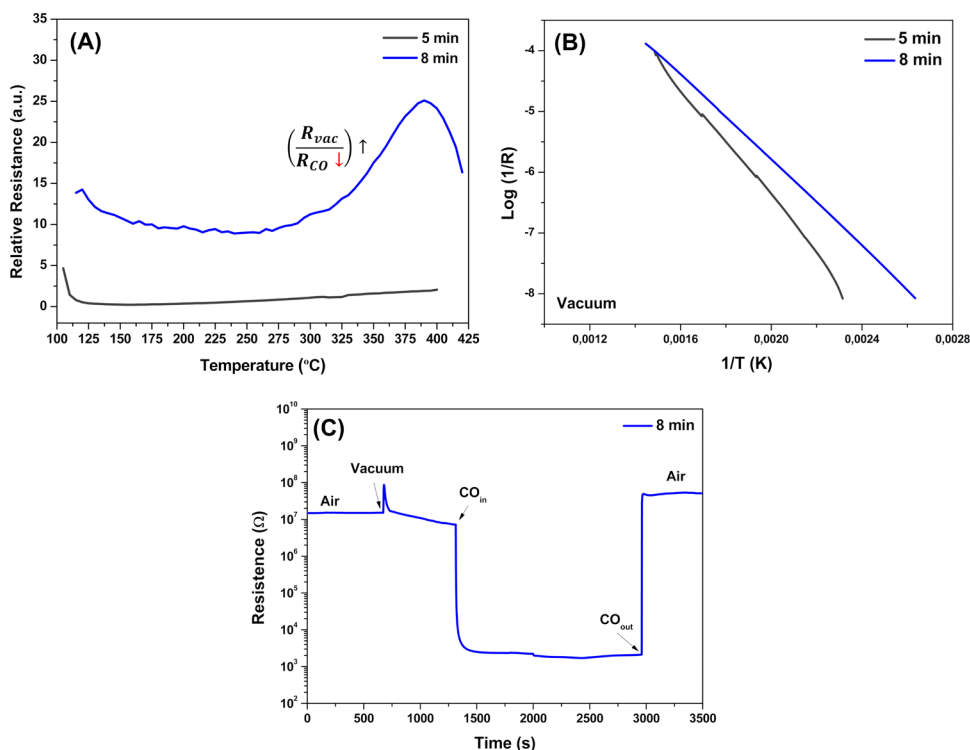 (A)
5 min
8 min
(R_vac / R_CO ↓) ↑
Relative Resistance (a.u.)
35
30
25
20
15
10
5
0
100 125 150 175 200 225 250 275 300 325 350 375 400 425
Temperature (°C)
(B)
5 min
8 min
Log (1/R)
-4
-5
-6
-7
-8
Vacuum
0,0012 0,0016 0,0020 0,0024 0,0028
1/T (K)
(C)
8 min
Resistence (Ω)
10^10
10^9
10^8
10^7
10^6
10^5
10^4
10^3
10^2
Air
Vacuum
CO_in
CO_out
Air
0 500 1000 1500 2000 2500 3000 3500
Time (s)